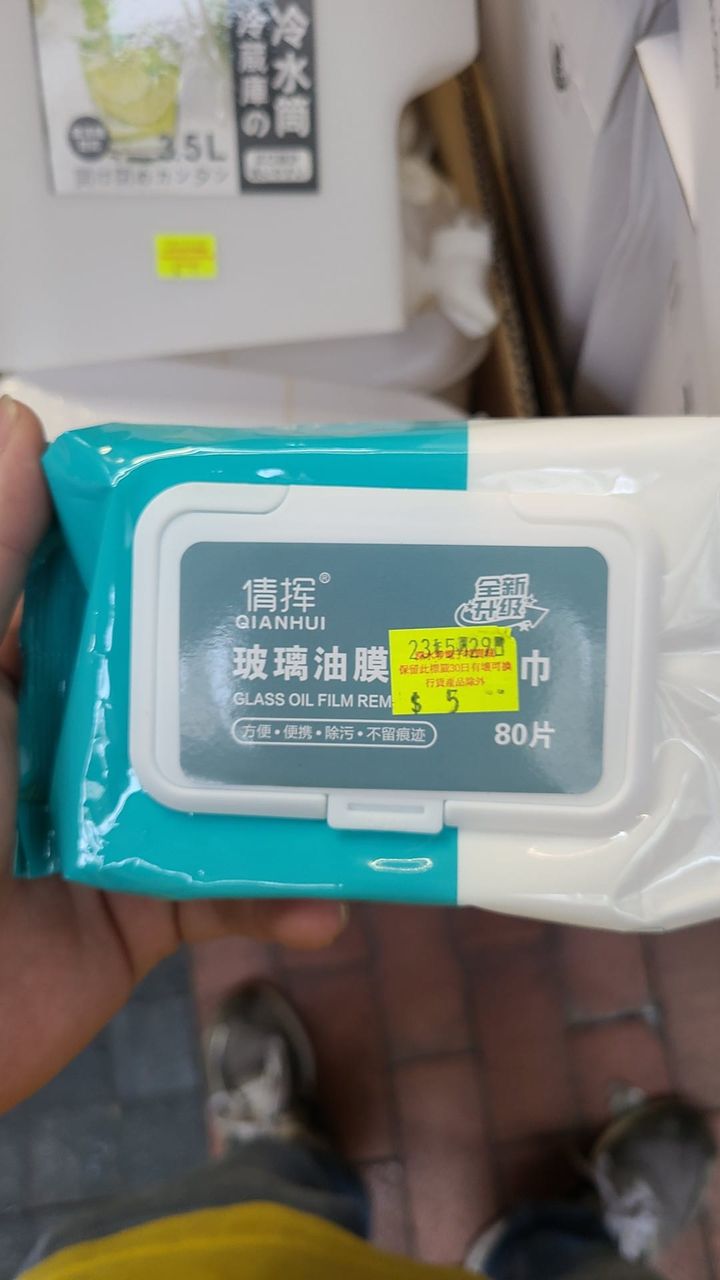 冷水筒
冷蔵庫の
5L
倩挥®
QIANHUI
全新
升级
玻璃油膜
巾
GLASS OIL FILM REM
保留此標籤30日有壞可換
行貨產品除外
$ 5
方便•便携•除污•不留痕迹
80片